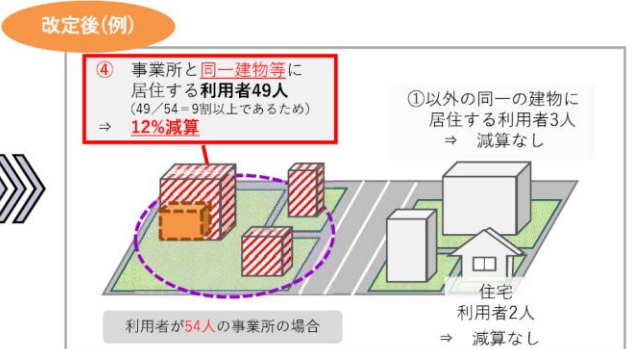 改定後(例)
④ 事業所と同一建物等に
居住する利用者49人
(49/54=9割以上であるため)
⇒ 12%減算
①以外の同一の建物に
居住する利用者3人
⇒ 減算なし
住宅
利用者2人
⇒ 減算なし
利用者が54人の事業所の場合